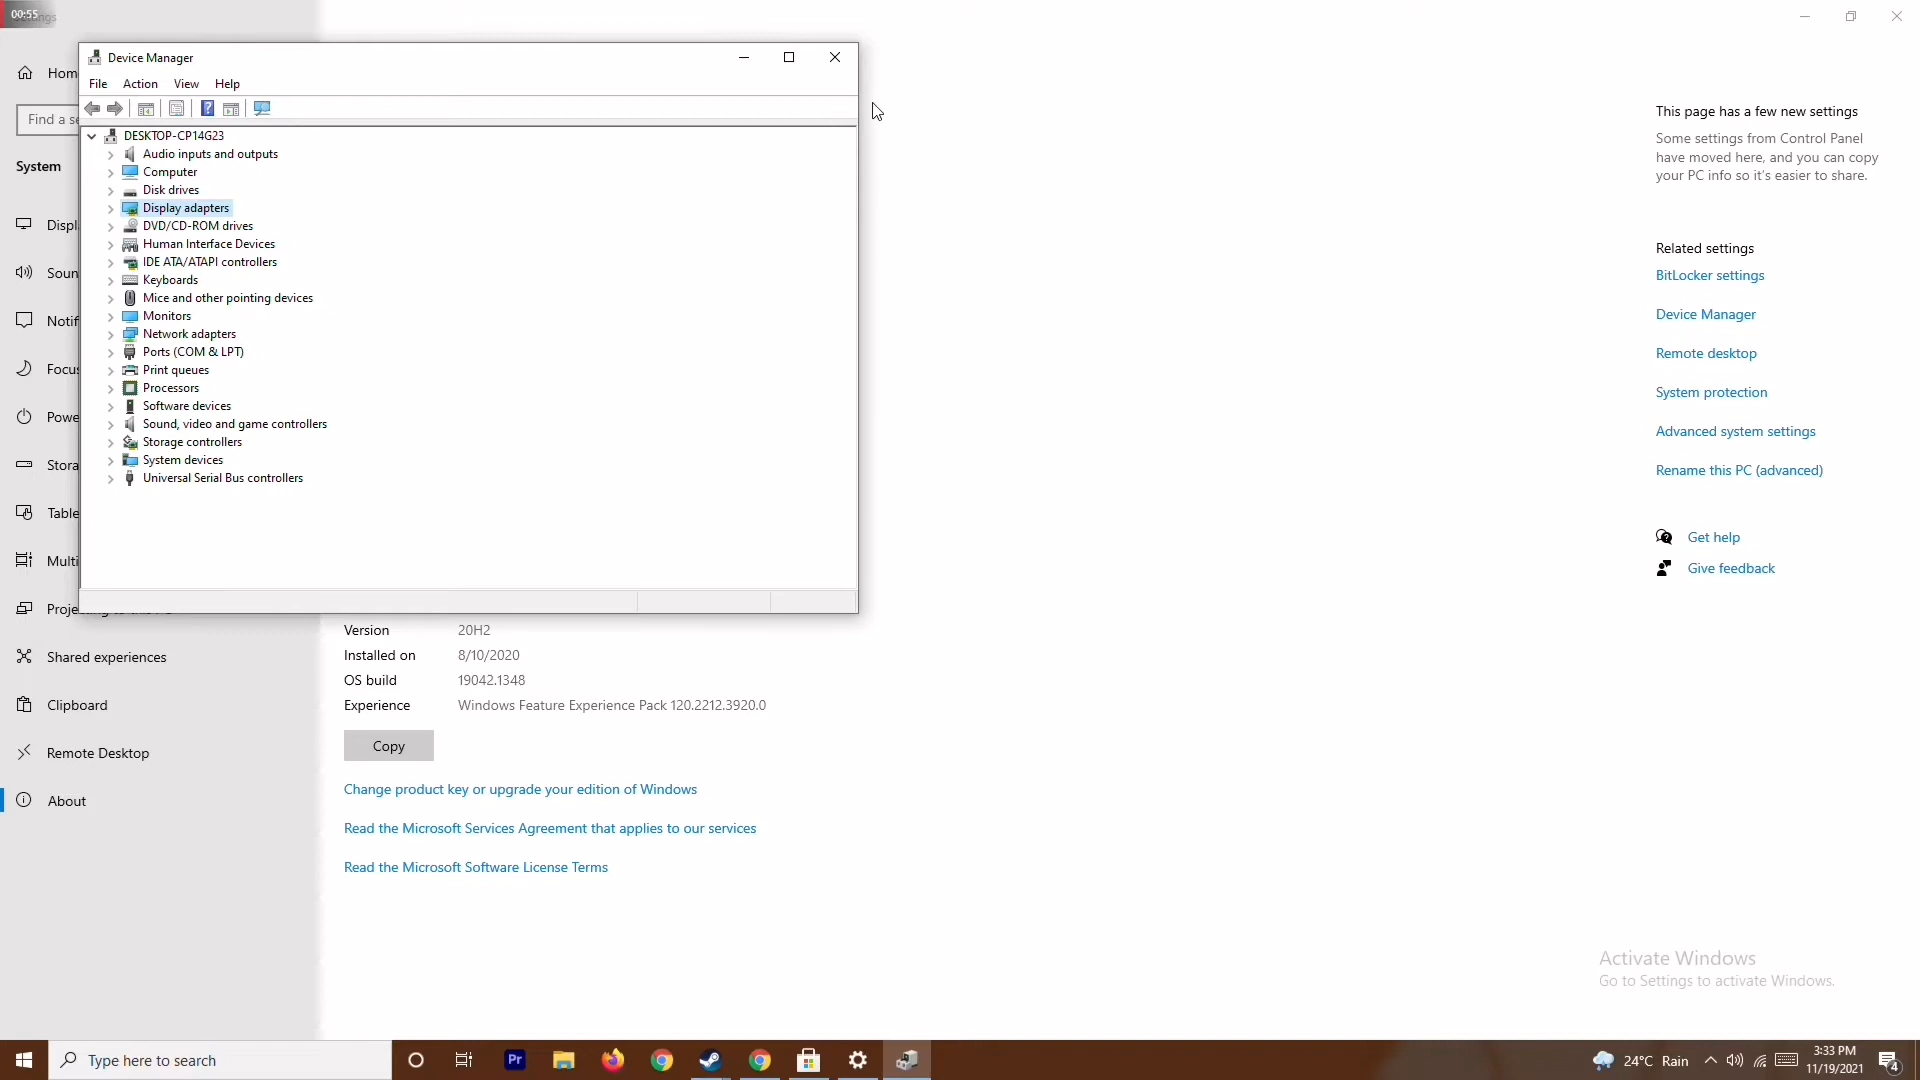 00:55
Device Manager
File Action View Help
DESKTOP-CP14G23
Audio inputs and outputs
Computer
Disk drives
Display adapters
DVD/CD-ROM drives
Human Interface Devices
IDE ATA/ATAPI controllers
Keyboards
Mice and other pointing devices
Monitors
Network adapters
Ports (COM & LPT)
Print queues
Processors
Software devices
Sound, video and game controllers
Storage controllers
System devices
Universal Serial Bus controllers
Hom
Find a se
System
Displ
Soun
Notif
Focus
Powe
Stora
Table
Multi
Proje
Shared experiences
Clipboard
Remote Desktop
About
Version 20H2
Installed on 8/10/2020
OS build 19042.1348
Experience Windows Feature Experience Pack 120.2212.3920.0
Copy
Change product key or upgrade your edition of Windows
Read the Microsoft Services Agreement that applies to our services
Read the Microsoft Software License Terms
This page has a few new settings
Some settings from Control Panel
have moved here, and you can copy
your PC info so it's easier to share.
Related settings
BitLocker settings
Device Manager
Remote desktop
System protection
Advanced system settings
Rename this PC (advanced)
Get help
Give feedback
Activate Windows
Go to Settings to activate Windows.
Type here to search
Pr
24°C Rain
3:33 PM
11/19/2021
4